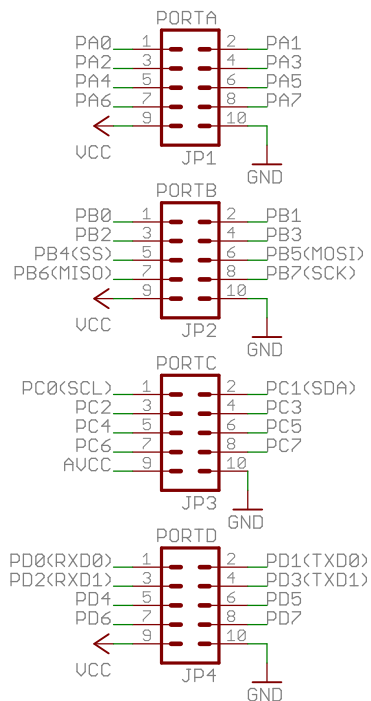 PORTA
PA0 1 2 PA1
PA2 3 4 PA3
PA4 5 6 PA5
PA6 7 8 PA7
9 10
VCC JP1
GND
PORTB
PB0 1 2 PB1
PB2 3 4 PB3
PB4(SS) 5 6 PB5(MOSI)
PB6(MISO) 7 8 PB7(SCK)
9 10
VCC JP2
GND
PORTC
PC0(SCL) 1 2 PC1(SDA)
PC2 3 4 PC3
PC4 5 6 PC5
PC6 7 8 PC7
AVCC 9 10
JP3
GND
PORTD
PD0(RXD0) 1 2 PD1(TXD0)
PD2(RXD1) 3 4 PD3(TXD1)
PD4 5 6 PD5
PD6 7 8 PD7
9 10
VCC JP4
GND